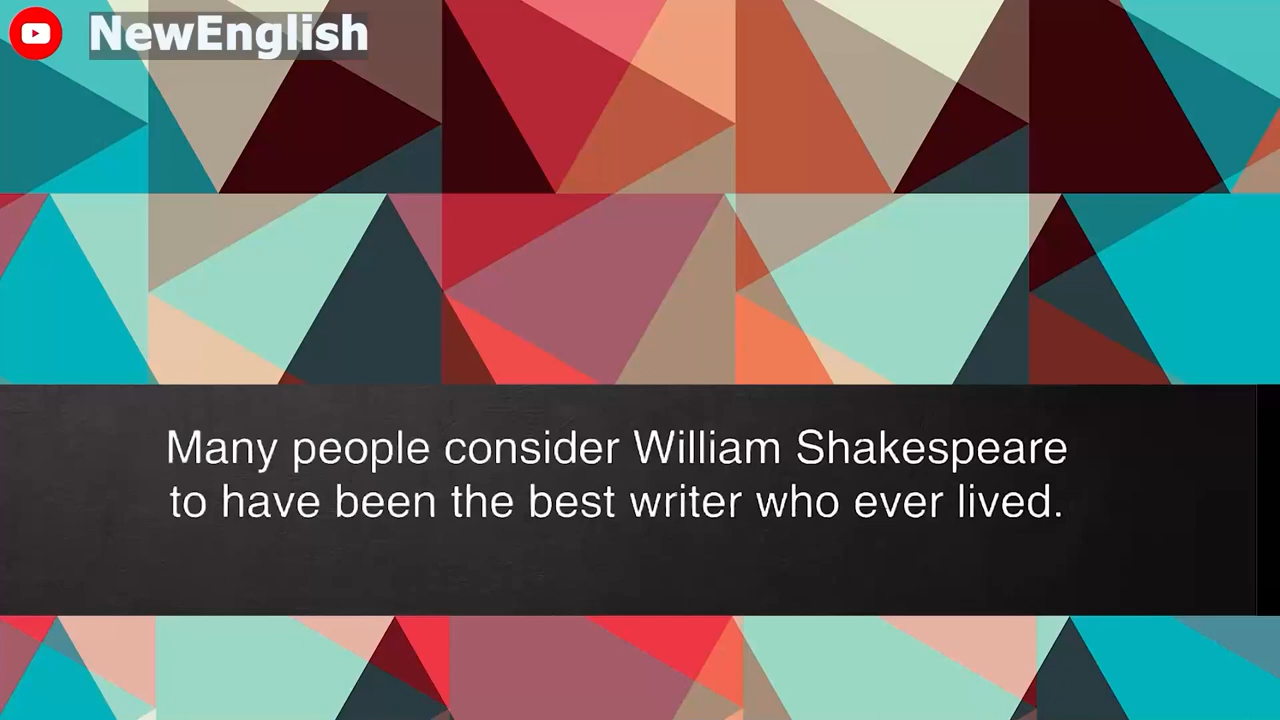 NewEnglish
Many people consider William Shakespeare
to have been the best writer who ever lived.